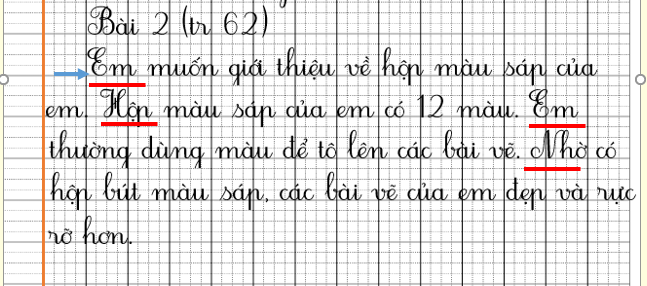 Bài 2 (tr 62)
Em muốn giới thiệu về hộp màu sáp của
em. Hộp màu sáp của em có 12 màu. Em
thường dùng màu để tô lên các bài vẽ. Nhờ có
hộp bút màu sáp, các bài vẽ của em đẹp và rực
rỡ hơn.